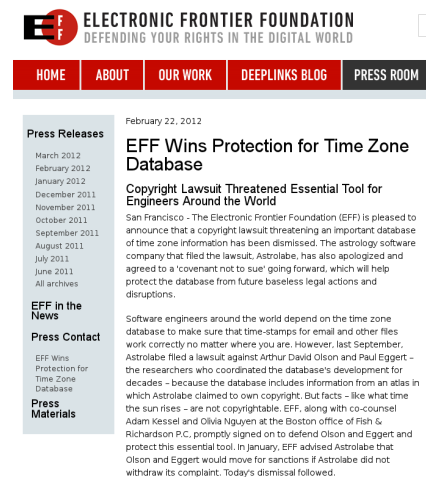 EFF
ELECTRONIC FRONTIER FOUNDATION
DEFENDING YOUR RIGHTS IN THE DIGITAL WORLD
HOME ABOUT OUR WORK DEEPLINKS BLOG PRESS ROOM
Press Releases
March 2012
February 2012
January 2012
December 2011
November 2011
October 2011
September 2011
August 2011
July 2011
June 2011
All archives
EFF in the
News
Press Contact
EFF Wins
Protection for
Time Zone
Database
Press
Materials
February 22, 2012
EFF Wins Protection for Time Zone
Database
Copyright Lawsuit Threatened Essential Tool for
Engineers Around the World
San Francisco - The Electronic Frontier Foundation (EFF) is pleased to
announce that a copyright lawsuit threatening an important database
of time zone information has been dismissed. The astrology software
company that filed the lawsuit, Astrolabe, has also apologized and
agreed to a 'covenant not to sue' going forward, which will help
protect the database from future baseless legal actions and
disruptions.
Software engineers around the world depend on the time zone
database to make sure that time-stamps for email and other files
work correctly no matter where you are. However, last September,
Astrolabe filed a lawsuit against Arthur David Olson and Paul Eggert –
the researchers who coordinated the database's development for
decades – because the database includes information from an atlas in
which Astrolabe claimed to own copyright. But facts – like what time
the sun rises – are not copyrightable. EFF, along with co-counsel
Adam Kessel and Olivia Nguyen at the Boston office of Fish &
Richardson P.C, promptly signed on to defend Olson and Eggert and
protect this essential tool. In January, EFF advised Astrolabe that
Olson and Eggert would move for sanctions if Astrolabe did not
withdraw its complaint. Today's dismissal followed.